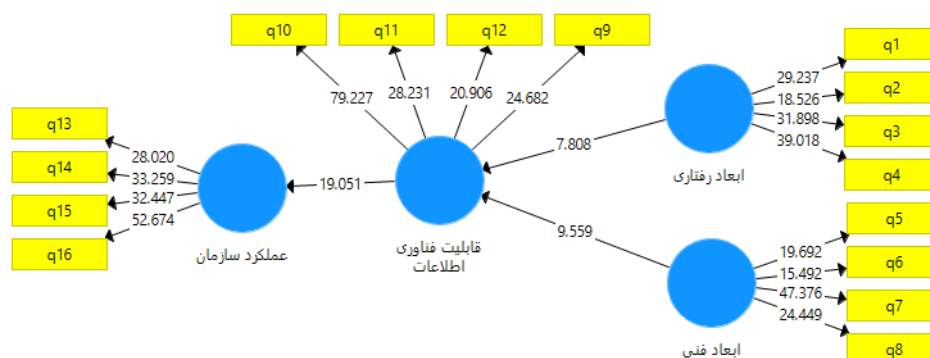 q10
q11
q12
q9
q1
q2
q3
q4
79.227
28.231
20.906
24.682
29.237
18.526
31.898
39.018
q13
q14
q15
q16
28.020
33.259
32.447
52.674
19.051
7.808
9.559
ابعاد رفتاری
عملکرد سازمان
قابلیت فناوری
اطلاعات
q5
q6
q7
q8
19.692
15.492
47.376
24.449
ابعاد فنی